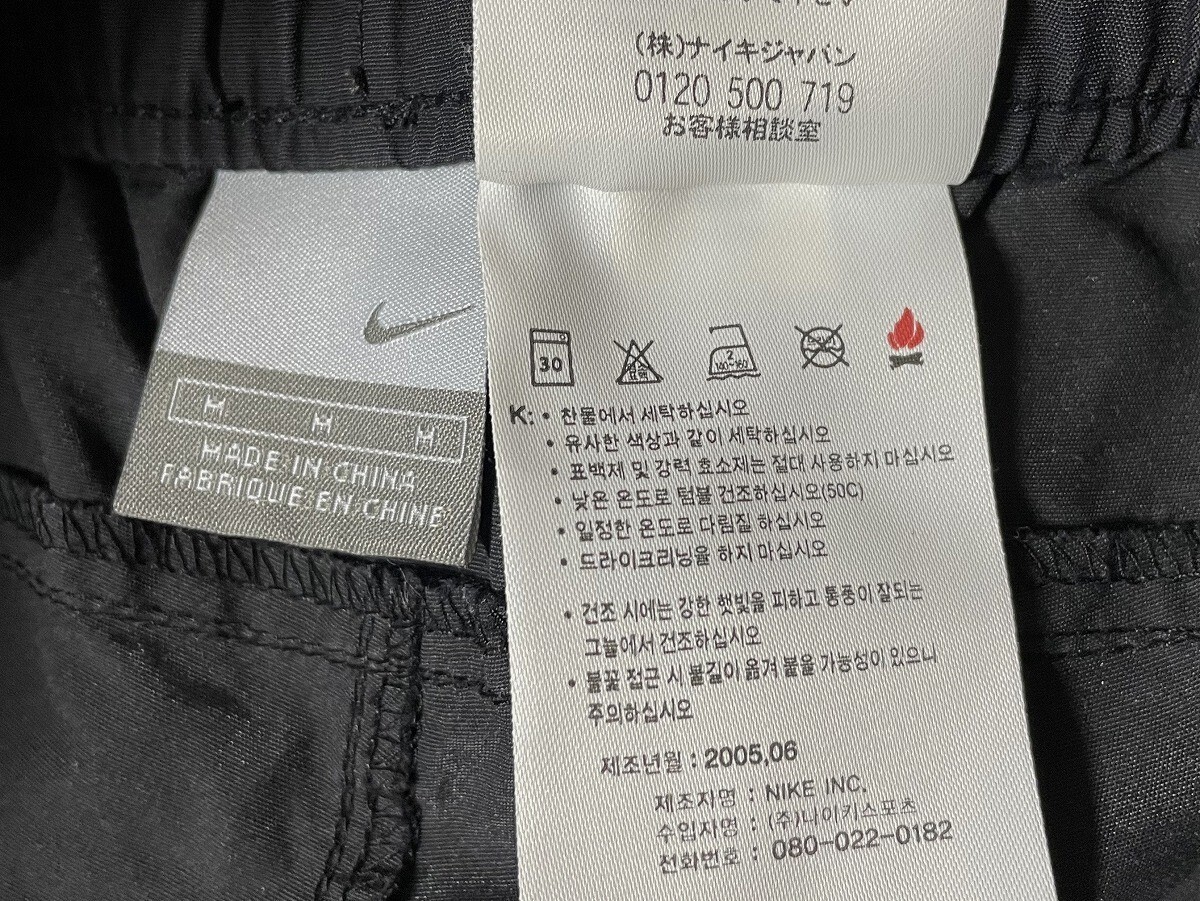 (株)ナイキジャパン
0120 500 719
お客様相談室
M M M
MADE IN CHINA
FABRIQUE EN CHINE
30
2
K: • 찬물에서 세탁하십시오
• 유사한 색상과 같이 세탁하십시오
• 표백제 및 강력 효소제는 절대 사용하지 마십시오
• 낮은 온도로 텀블 건조하십시오(50C)
• 일정한 온도로 다림질 하십시오
• 드라이크리닝을 하지 마십시오
• 건조 시에는 강한 햇빛을 피하고 통풍이 잘되는
그늘에서 건조하십시오
• 불꽃 접근 시 불길이 옮겨 붙을 가능성이 있으니
주의하십시오
제조년월 : 2005,06
제조자명 : NIKE INC.
수입자명 : (주)나이키스포츠
전화번호 : 080-022-0182